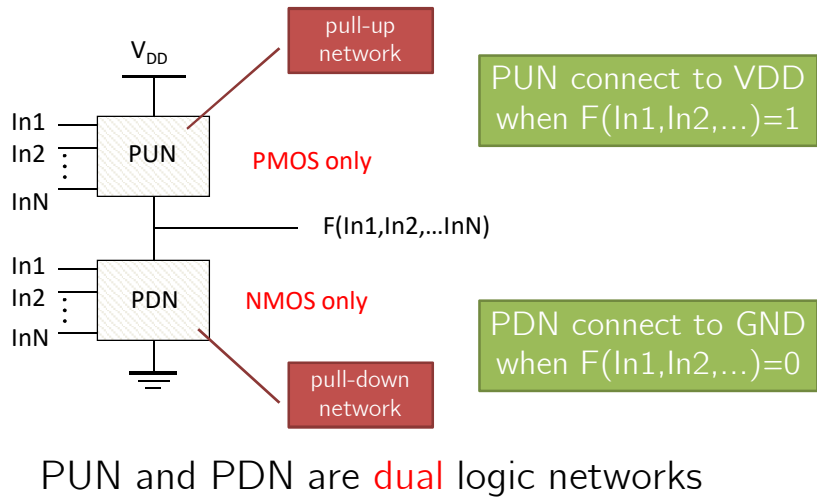 pull-up
network
V_DD
PUN connect to VDD
when F(In1,In2,...)=1
In1
In2
⋮
InN
PUN
PMOS only
F(In1,In2,...InN)
In1
In2
⋮
InN
PDN
NMOS only
PDN connect to GND
when F(In1,In2,...)=0
pull-down
network
PUN and PDN are dual logic networks